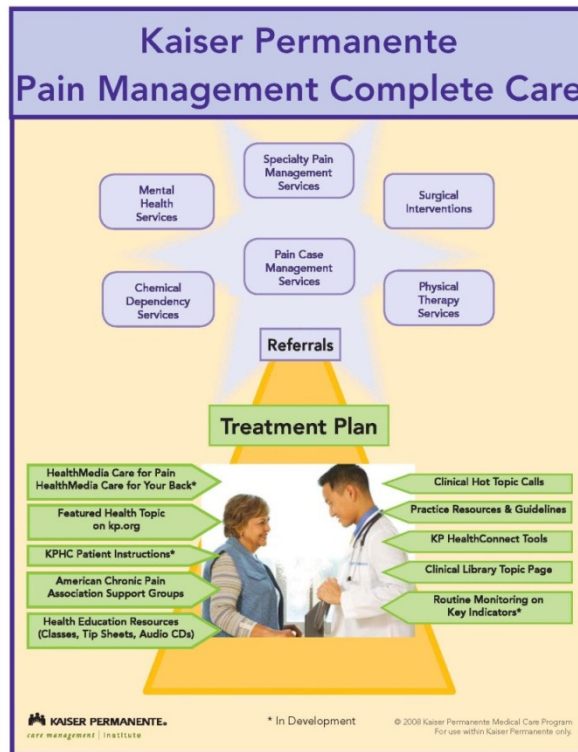 Kaiser Permanente
Pain Management Complete Care
Specialty Pain
Management
Services
Mental
Health
Services
Surgical
Interventions
Pain Case
Management
Services
Chemical
Dependency
Services
Physical
Therapy
Services
Referrals
Treatment Plan
HealthMedia Care for Pain
HealthMedia Care for Your Back*
Featured Health Topic
on kp.org
KPHC Patient Instructions*
American Chronic Pain
Association Support Groups
Health Education Resources
(Classes, Tip Sheets, Audio CDs)
Clinical Hot Topic Calls
Practice Resources & Guidelines
KP HealthConnect Tools
Clinical Library Topic Page
Routine Monitoring on
Key Indicators*
KAISER PERMANENTE®
care management | institute
* In Development
© 2008 Kaiser Permanente Medical Care Program
For use within Kaiser Permanente only.